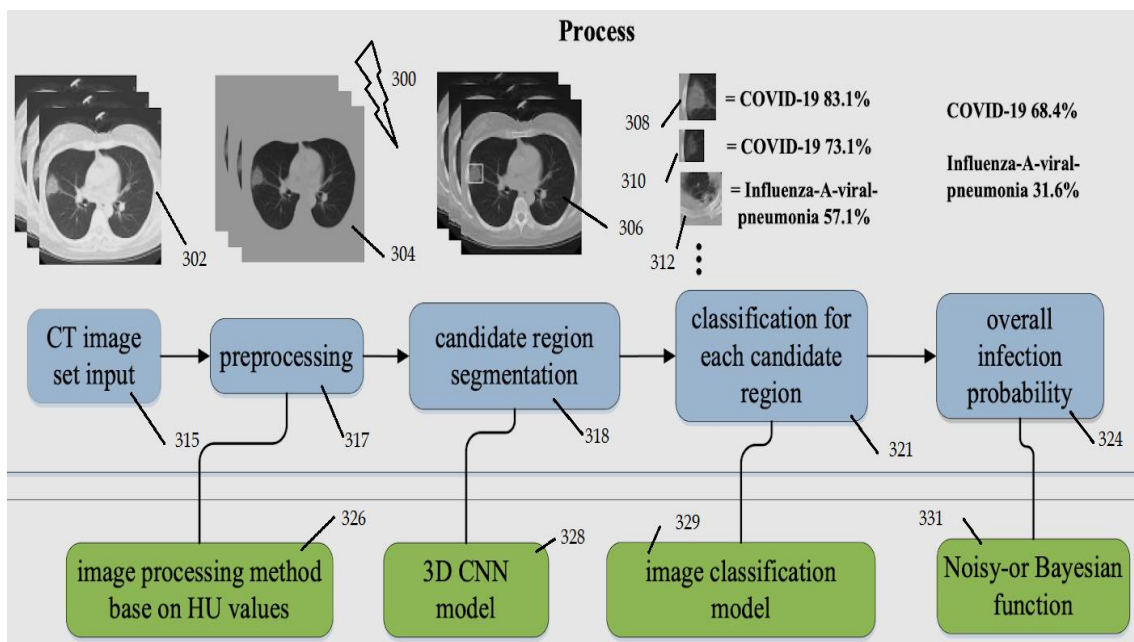 Process
300
302
304
306
308
310
312
= COVID-19 83.1%
= COVID-19 73.1%
= Influenza-A-viral-
pneumonia 57.1%
COVID-19 68.4%
Influenza-A-viral-
pneumonia 31.6%
CT image
set input
315
preprocessing
317
candidate region
segmentation
318
classification for
each candidate
region
321
overall
infection
probability
324
326
image processing method
base on HU values
328
3D CNN
model
329
image classification
model
331
Noisy-or Bayesian
function